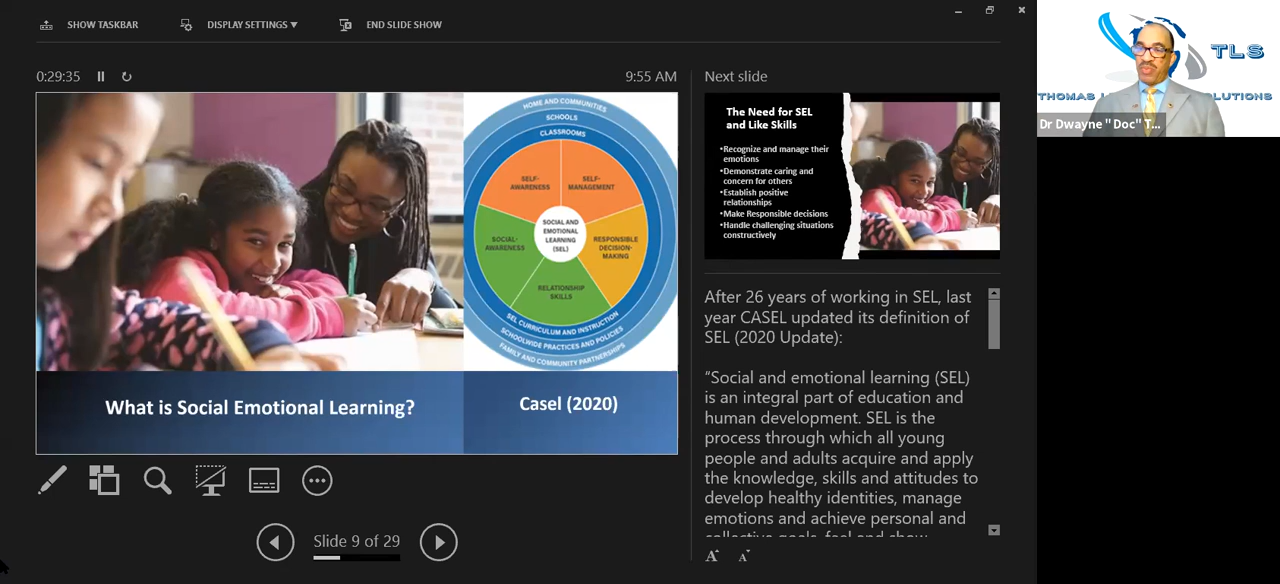 SHOW TASKBAR
DISPLAY SETTINGS ▼
END SLIDE SHOW
0:29:35
9:55 AM
HOME AND COMMUNITIES
SCHOOLS
CLASSROOMS
SELF-
AWARENESS
SELF-
MANAGEMENT
SOCIAL-
AWARENESS
SOCIAL AND
EMOTIONAL
LEARNING
(SEL)
RESPONSIBLE
DECISION-
MAKING
RELATIONSHIP
SKILLS
SEL CURRICULUM AND INSTRUCTION
SCHOOLWIDE PRACTICES AND POLICIES
FAMILY AND COMMUNITY PARTNERSHIPS
What is Social Emotional Learning?
Casel (2020)
Slide 9 of 29
Next slide
The Need for SEL
and Like Skills
•Recognize and manage their
emotions
•Demonstrate caring and
concern for others
•Establish positive
relationships
•Make Responsible decisions
•Handle challenging situations
constructively
After 26 years of working in SEL, last
year CASEL updated its definition of
SEL (2020 Update):
“Social and emotional learning (SEL)
is an integral part of education and
human development. SEL is the
process through which all young
people and adults acquire and apply
the knowledge, skills and attitudes to
develop healthy identities, manage
emotions and achieve personal and
collective goals, feel and show
A
A
TLS
THOMAS L
UTIONS
Dr Dwayne " Doc" T...